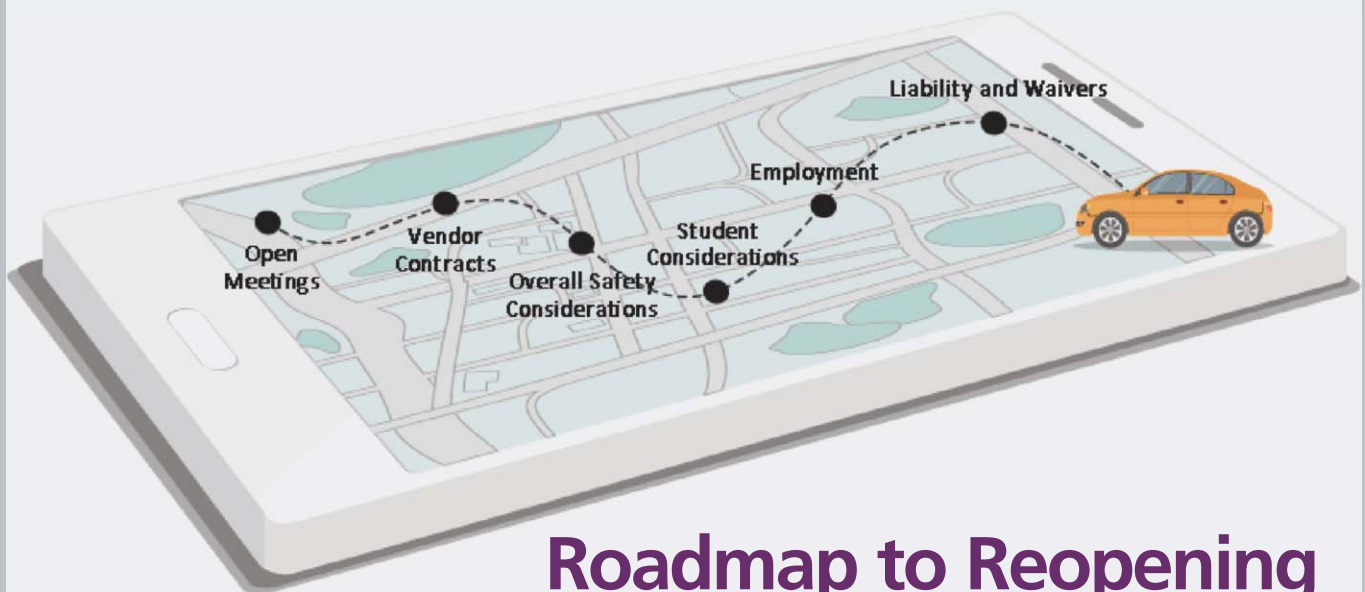 Liability and Waivers
Employment
Student
Considerations
Vendor
Contracts
Open
Meetings
Overall Safety
Considerations
Roadmap to Reopening